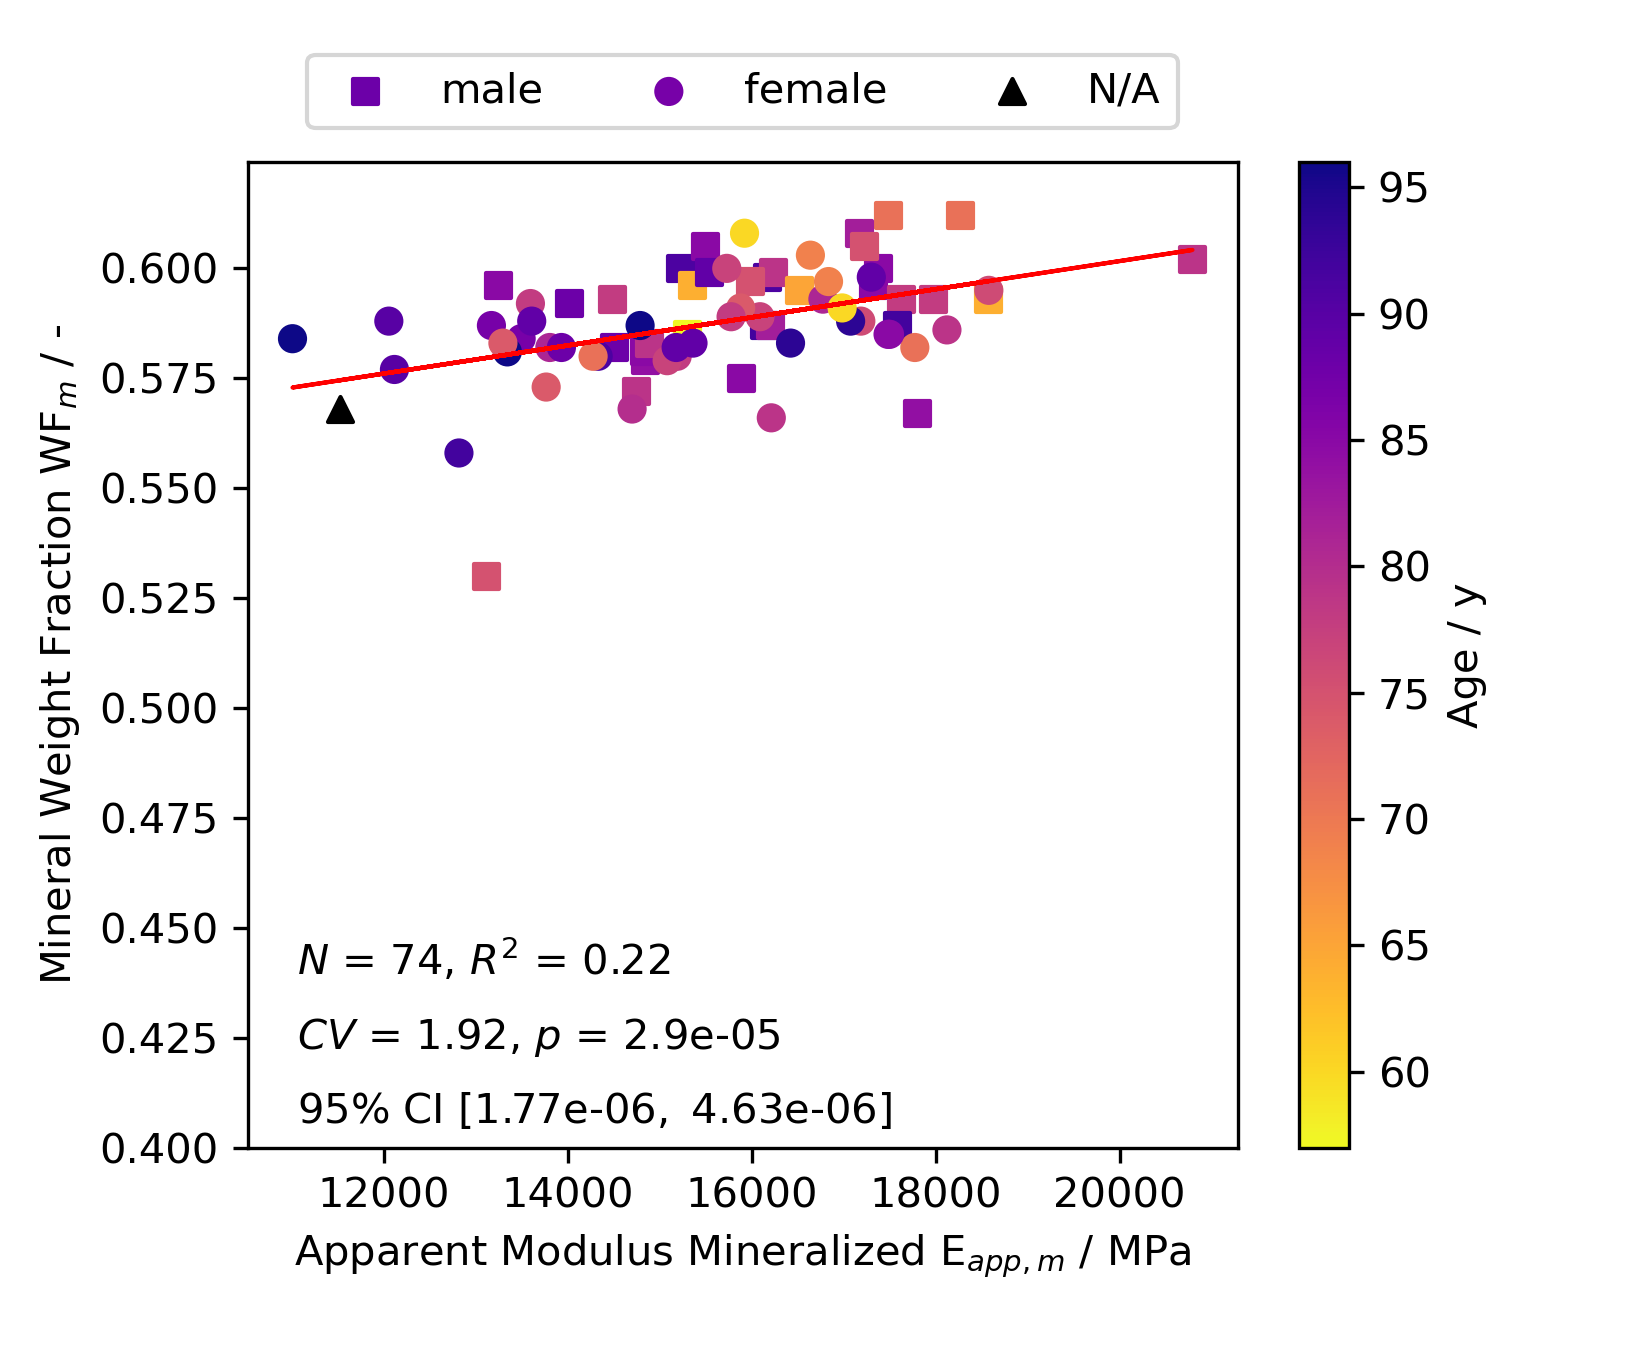 male female N/A
Mineral Weight Fraction WFm / -
0.600
0.575
0.550
0.525
0.500
0.475
0.450
0.425
0.400
N = 74, R² = 0.22
CV = 1.92, p = 2.9e-05
95% CI [1.77e-06, 4.63e-06]
12000 14000 16000 18000 20000
Apparent Modulus Mineralized Eapp, m / MPa
95
90
85
80
75
70
65
60
Age / y